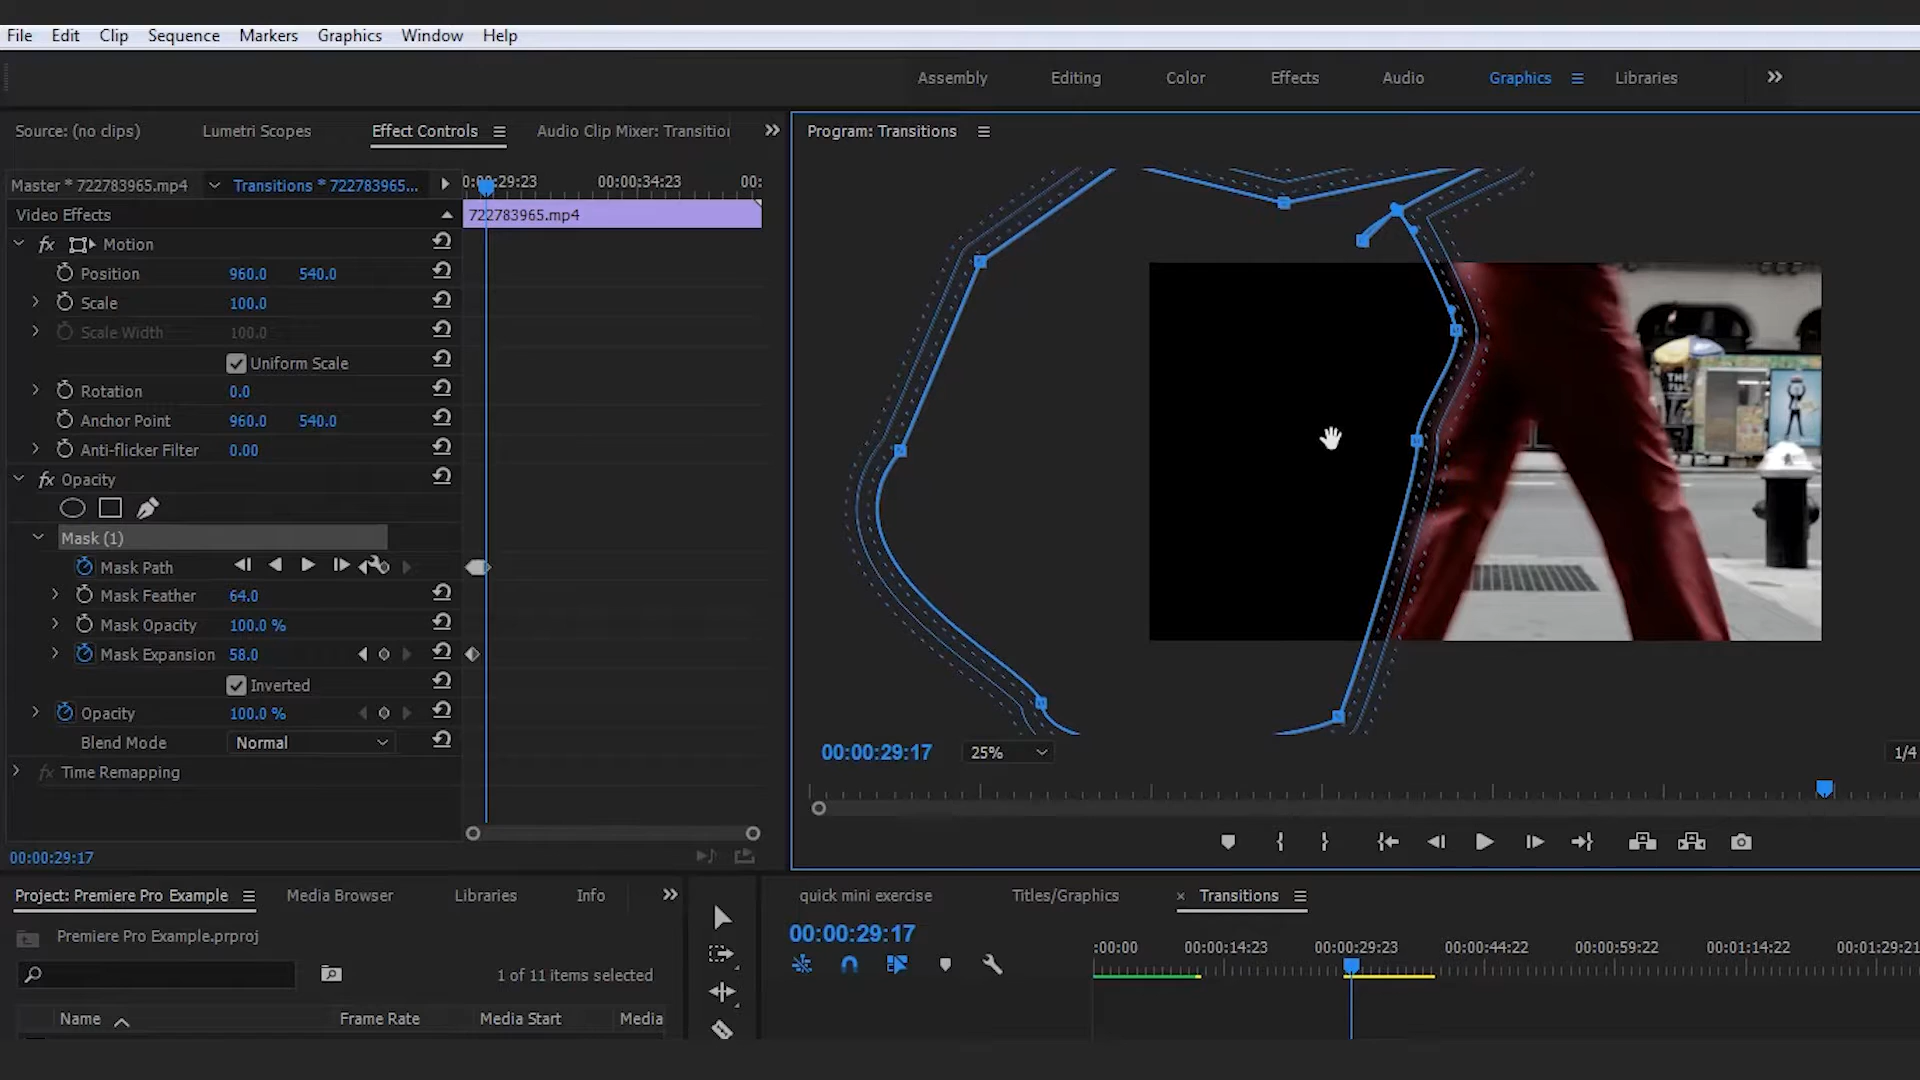 File Edit Clip Sequence Markers Graphics Window Help
Assembly Editing Color Effects Audio Graphics Libraries
Source: (no clips) Lumetri Scopes Effect Controls Audio Clip Mixer: Transitior
Program: Transitions
Master * 722783965.mp4 Transitions * 722783965... 0:00:29:23 00:00:34:23 00:
Video Effects 722783965.mp4
fx Motion
Position 960.0 540.0
Scale 100.0
Scale Width 100.0
Uniform Scale
Rotation 0.0
Anchor Point 960.0 540.0
Anti-flicker Filter 0.00
fx Opacity
Mask (1)
Mask Path
Mask Feather 64.0
Mask Opacity 100.0 %
Mask Expansion 58.0
Inverted
Opacity 100.0 %
Blend Mode Normal
fx Time Remapping
00:00:29:17
THE
00:00:29:17 25% 1/4
Project: Premiere Pro Example Media Browser Libraries Info
Premiere Pro Example.prproj
1 of 11 items selected
Name Frame Rate Media Start Media
quick mini exercise Titles/Graphics × Transitions
00:00:29:17
:00:00 00:00:14:23 00:00:29:23 00:00:44:22 00:00:59:22 00:01:14:22 00:01:29:21